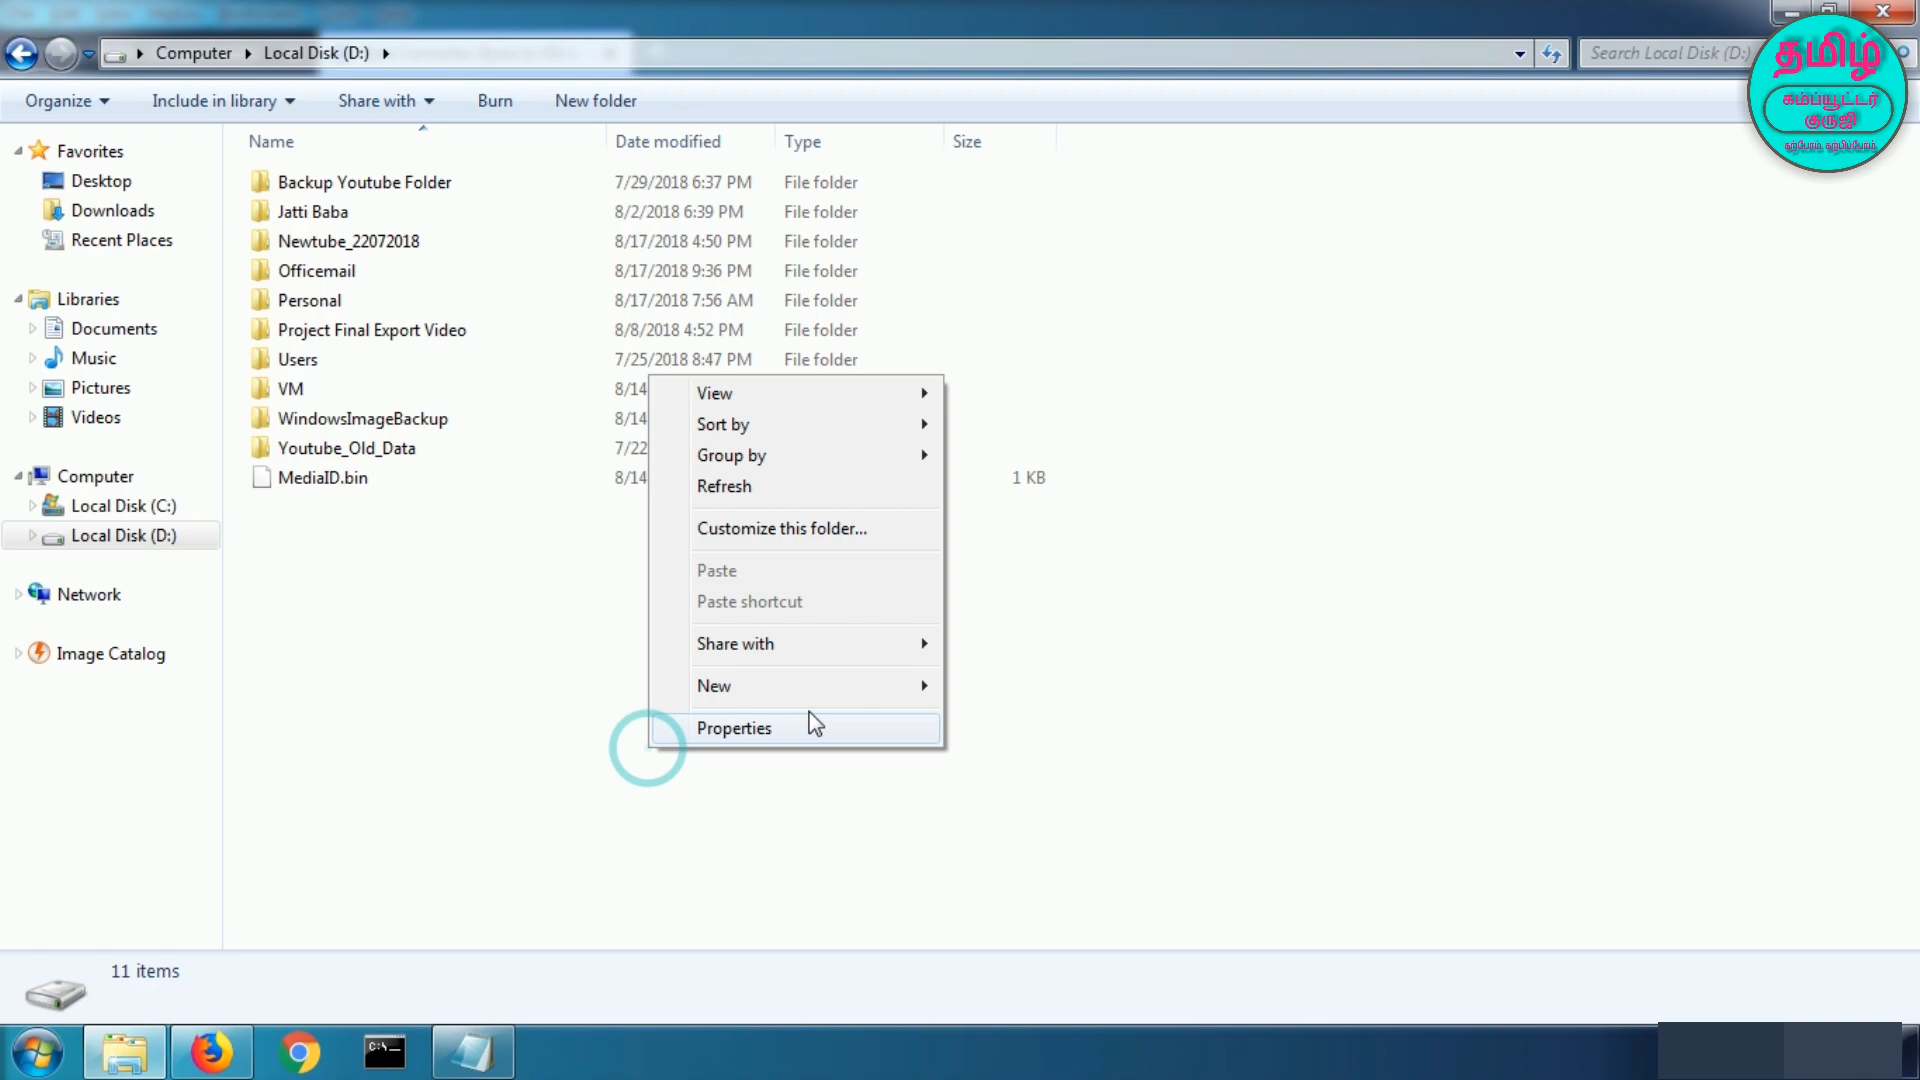 Computer Local Disk (D:)
Search Local Disk (D:)
தமிழ்
கம்ப்யூட்டர்
குருஜி
கற்போம் கற்பிப்போம்
Organize Include in library Share with Burn New folder
Name Date modified Type Size
Favorites
Desktop
Downloads
Recent Places
Libraries
Documents
Music
Pictures
Videos
Computer
Local Disk (C:)
Local Disk (D:)
Network
Image Catalog
Backup Youtube Folder 7/29/2018 6:37 PM File folder
Jatti Baba 8/2/2018 6:39 PM File folder
Newtube_22072018 8/17/2018 4:50 PM File folder
Officemail 8/17/2018 9:36 PM File folder
Personal 8/17/2018 7:56 AM File folder
Project Final Export Video 8/8/2018 4:52 PM File folder
Users 7/25/2018 8:47 PM File folder
VM 8/14
WindowsImageBackup 8/14
Youtube_Old_Data 7/22
MediaID.bin 8/14 1 KB
View
Sort by
Group by
Refresh
Customize this folder...
Paste
Paste shortcut
Share with
New
Properties
11 items
C:\